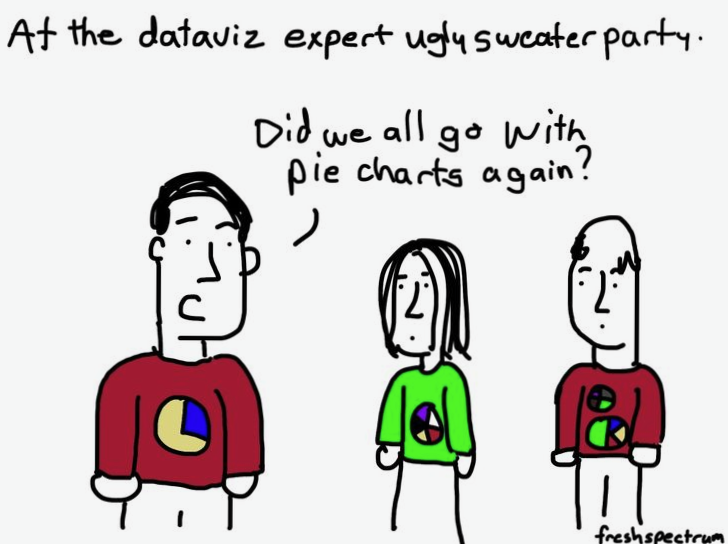 At the dataviz expert ugly sweater party.
Did we all go with
pie charts again?
freshspectrum